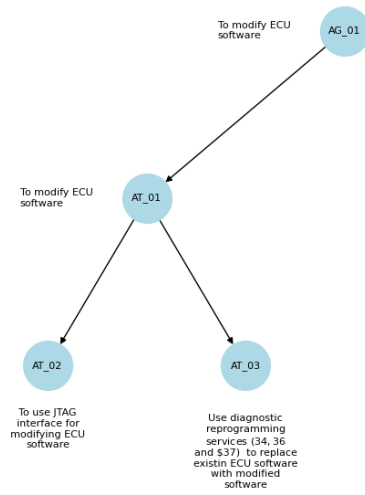 To modify ECU
software
AG_01
To modify ECU
software
AT_01
AT_02
AT_03
To use JTAG
interface for
modifying ECU
software
Use diagnostic
reprogramming
services (34, 36
and $37)  to replace
existin ECU software
with modified
software